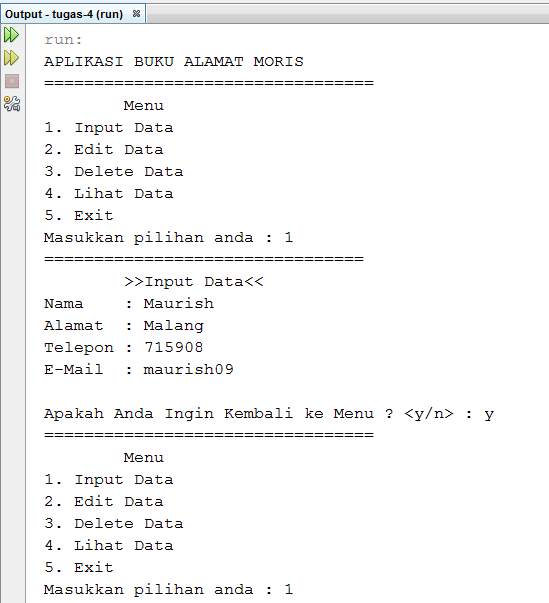 Output - tugas-4 (run)
run:
APLIKASI BUKU ALAMAT MORIS
=================================
Menu
1. Input Data
2. Edit Data
3. Delete Data
4. Lihat Data
5. Exit
Masukkan pilihan anda : 1
================================
>>Input Data<<
Nama    : Maurish
Alamat  : Malang
Telepon : 715908
E-Mail  : maurish09
Apakah Anda Ingin Kembali ke Menu ? <y/n> : y
=================================
Menu
1. Input Data
2. Edit Data
3. Delete Data
4. Lihat Data
5. Exit
Masukkan pilihan anda : 1